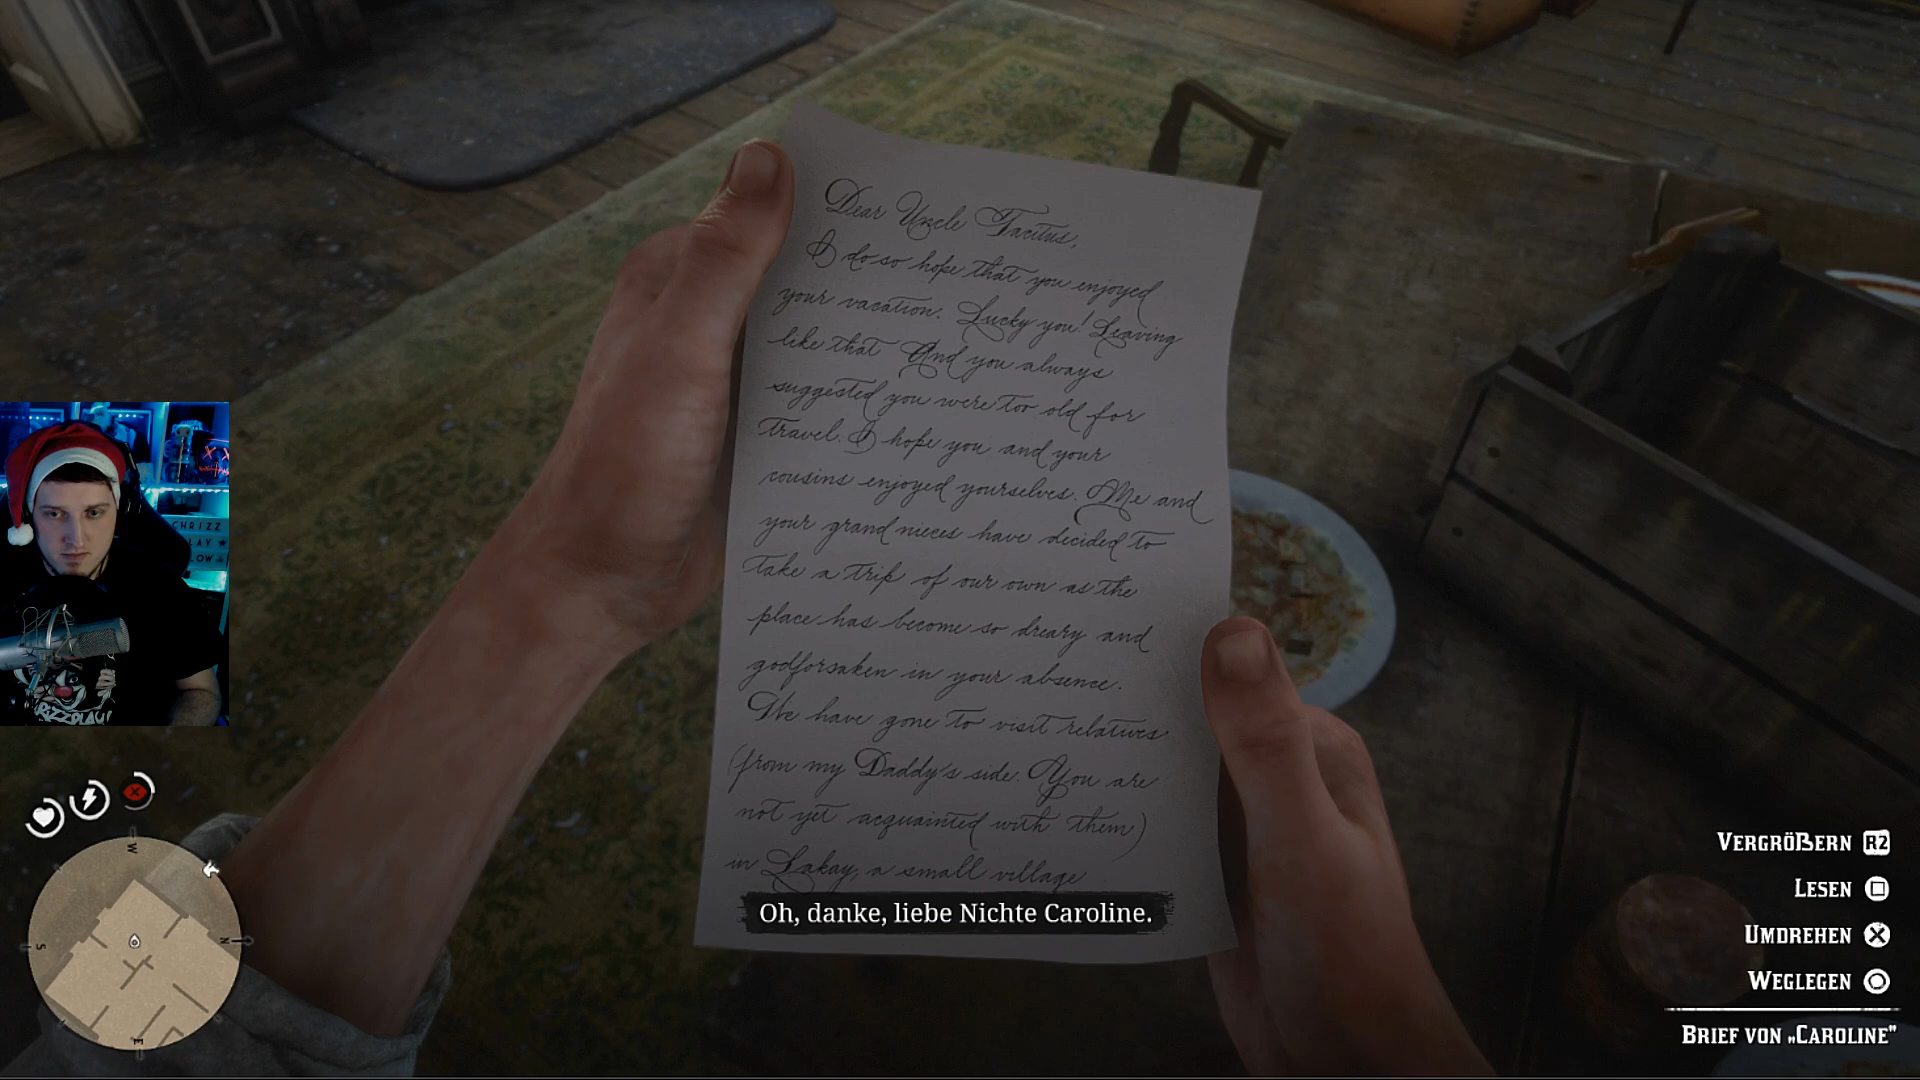 Dear Uncle Tacitus,
I do so hope that you enjoyed
your vacation. Lucky you! Leaving
like that And you always
suggested you were too old for
travel. I hope you and your
cousins enjoyed yourselves. Me and
your grand nieces have decided to
take a trip of our own as the
place has become so dreary and
godforsaken in your absence.
We have gone to visit relatives
(from my Daddy's side. You are
not yet acquainted with them)
in Lakay, a small village
Oh, danke, liebe Nichte Caroline.
CHRIZZ
LAY
LOW
W
N
S
E
VERGRÖßERN R2
LESEN
UMDREHEN
WEGLEGEN
BRIEF VON „CAROLINE"